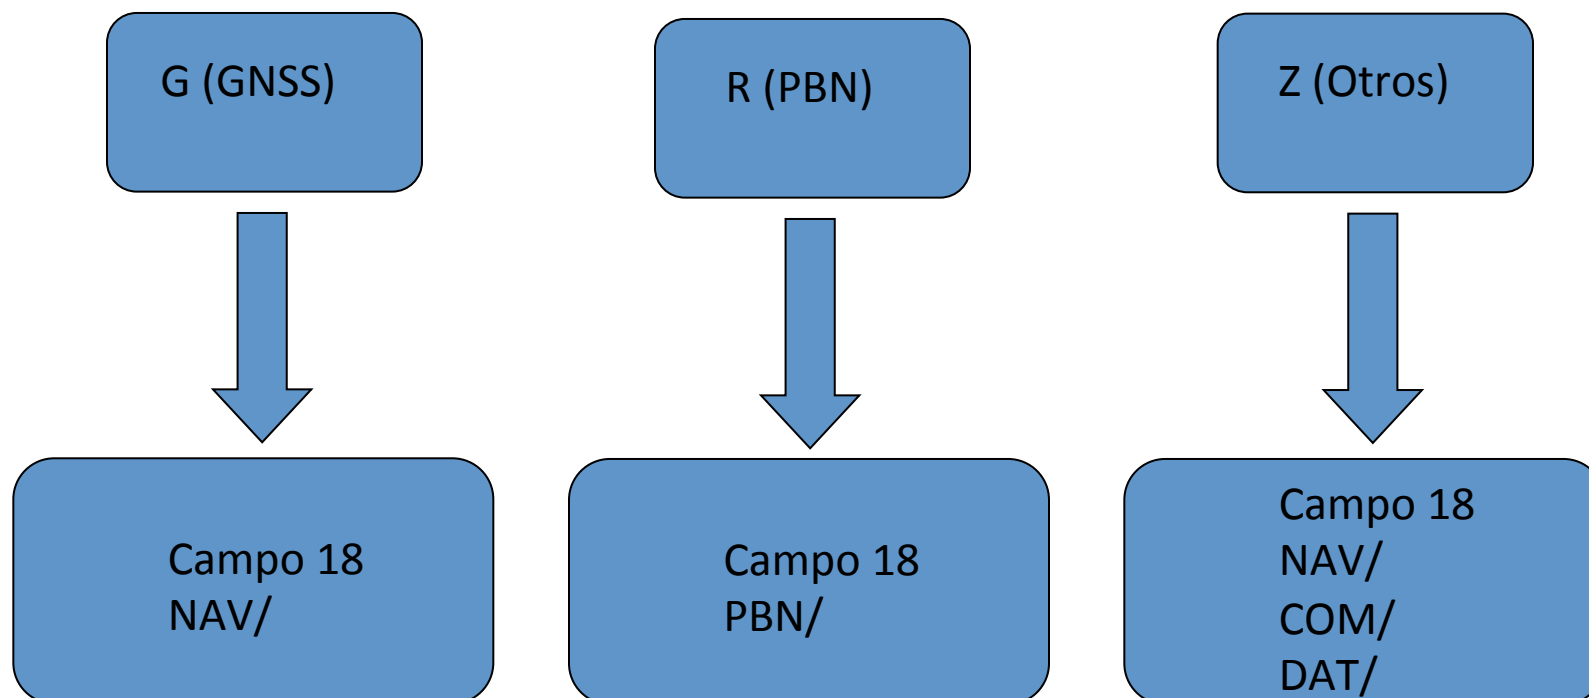 G (GNSS)
R (PBN)
Z (Otros)
Campo 18
NAV/
Campo 18
PBN/
Campo 18
NAV/
COM/
DAT/